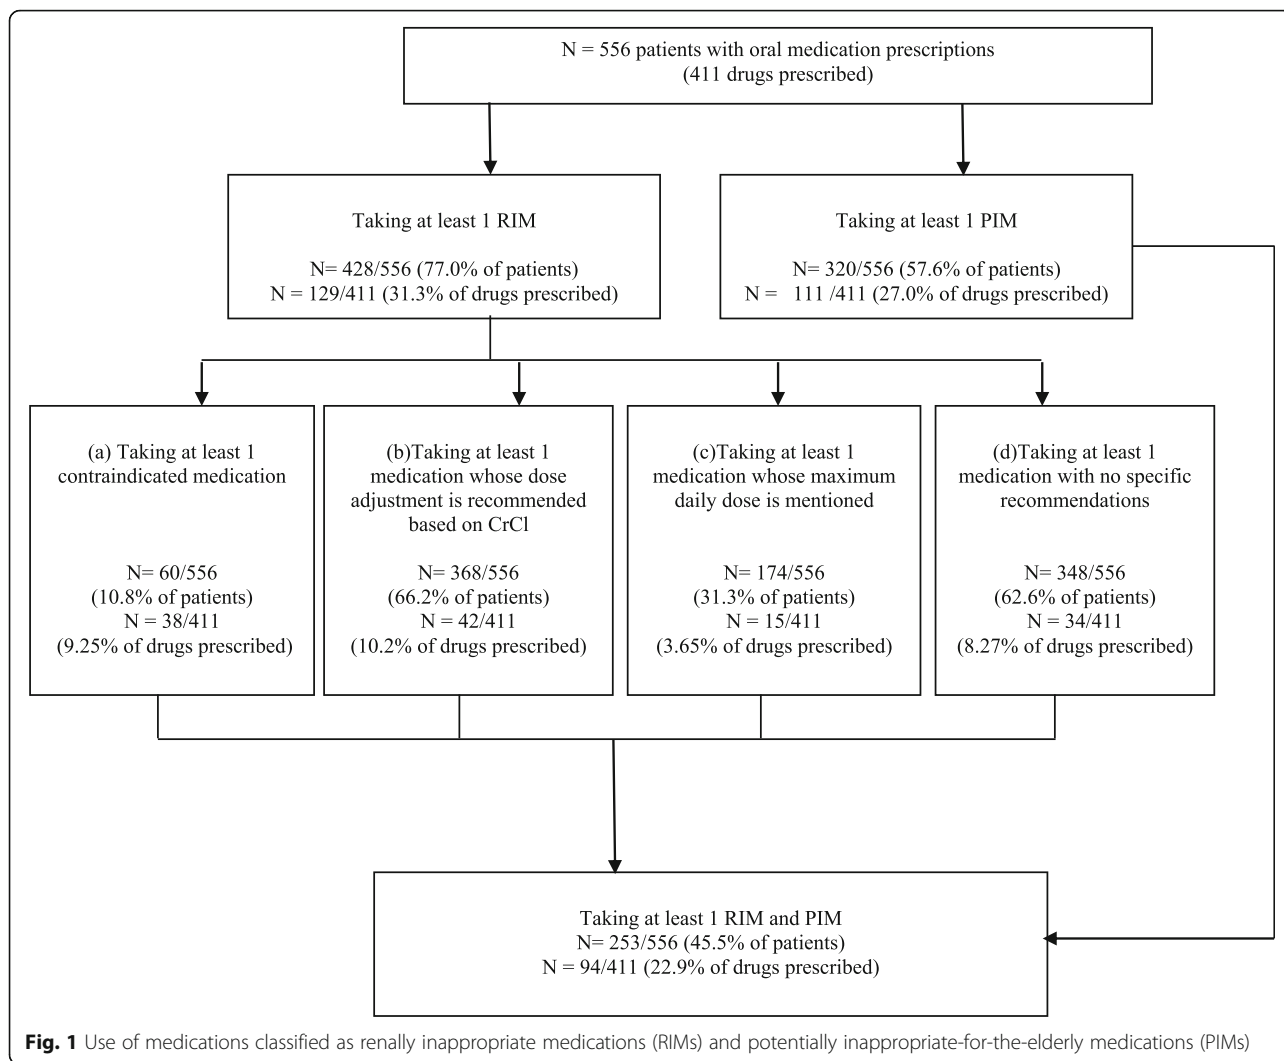 N = 556 patients with oral medication prescriptions
(411 drugs prescribed)
Taking at least 1 RIM
N= 428/556 (77.0% of patients)
N = 129/411 (31.3% of drugs prescribed)
Taking at least 1 PIM
N= 320/556 (57.6% of patients)
N = 111 /411 (27.0% of drugs prescribed)
(a) Taking at least 1
contraindicated medication
N= 60/556
(10.8% of patients)
N = 38/411
(9.25% of drugs prescribed)
(b)Taking at least 1
medication whose dose
adjustment is recommended
based on CrCl
N= 368/556
(66.2% of patients)
N = 42/411
(10.2% of drugs prescribed)
(c)Taking at least 1
medication whose maximum
daily dose is mentioned
N= 174/556
(31.3% of patients)
N = 15/411
(3.65% of drugs prescribed)
(d)Taking at least 1
medication with no specific
recommendations
N= 348/556
(62.6% of patients)
N = 34/411
(8.27% of drugs prescribed)
Taking at least 1 RIM and PIM
N= 253/556 (45.5% of patients)
N = 94/411 (22.9% of drugs prescribed)
Fig. 1 Use of medications classified as renally inappropriate medications (RIMs) and potentially inappropriate-for-the-elderly medications (PIMs)